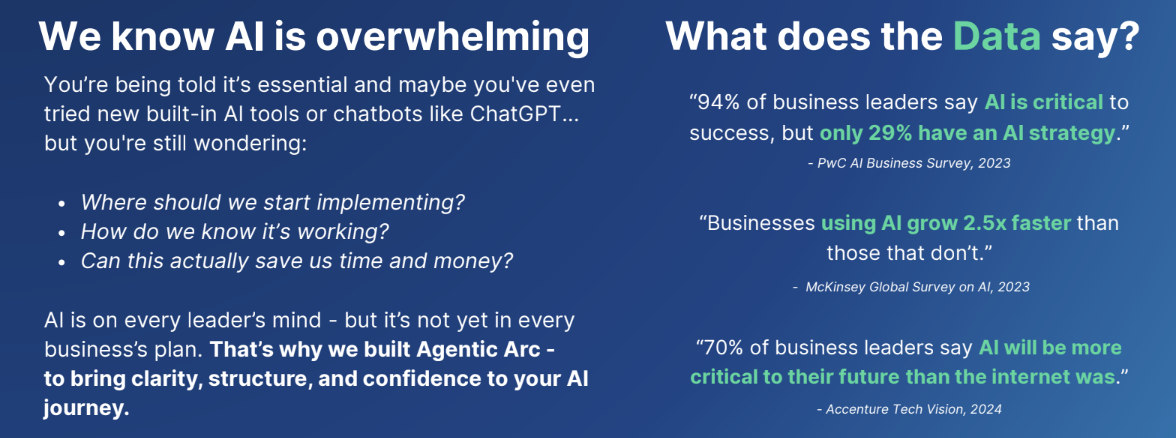 We know AI is overwhelming
You’re being told it’s essential and maybe you've even
tried new built-in AI tools or chatbots like ChatGPT...
but you're still wondering:
• Where should we start implementing?
• How do we know it’s working?
• Can this actually save us time and money?
AI is on every leader’s mind - but it’s not yet in every
business’s plan. That’s why we built Agentic Arc -
to bring clarity, structure, and confidence to your AI
journey.
What does the Data say?
“94% of business leaders say AI is critical to
success, but only 29% have an AI strategy.”
- PwC AI Business Survey, 2023
“Businesses using AI grow 2.5x faster than
those that don’t.”
- McKinsey Global Survey on AI, 2023
“70% of business leaders say AI will be more
critical to their future than the internet was.”
- Accenture Tech Vision, 2024